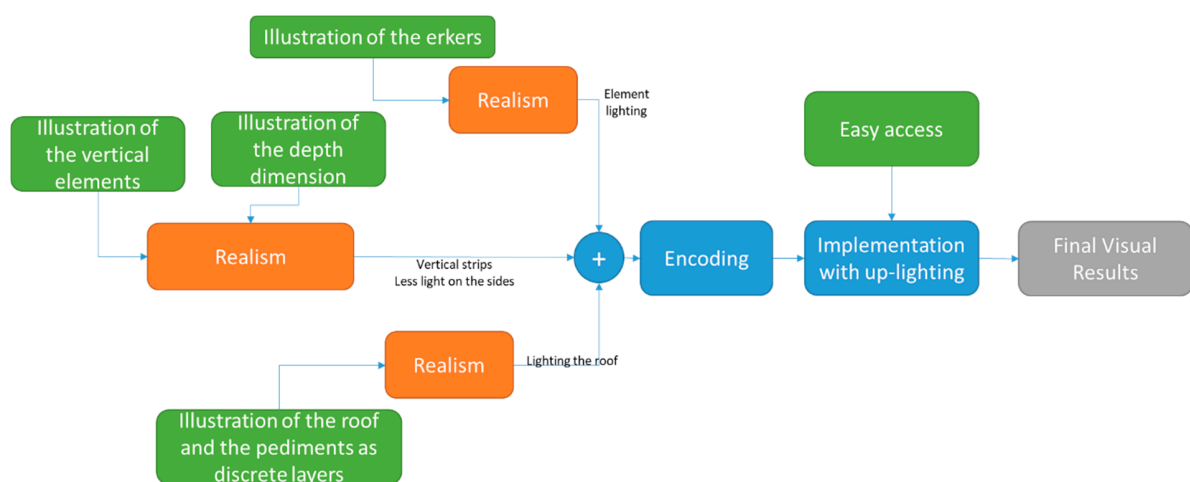 Illustration of the erkers
Realism
Element
lighting
Easy access
Illustration of
the vertical
elements
Illustration of
the depth
dimension
Realism
Vertical strips
Less light on the sides
+
Encoding
Implementation
with up-lighting
Final Visual
Results
Realism
Lighting the roof
Illustration of the roof
and the pediments as
discrete layers